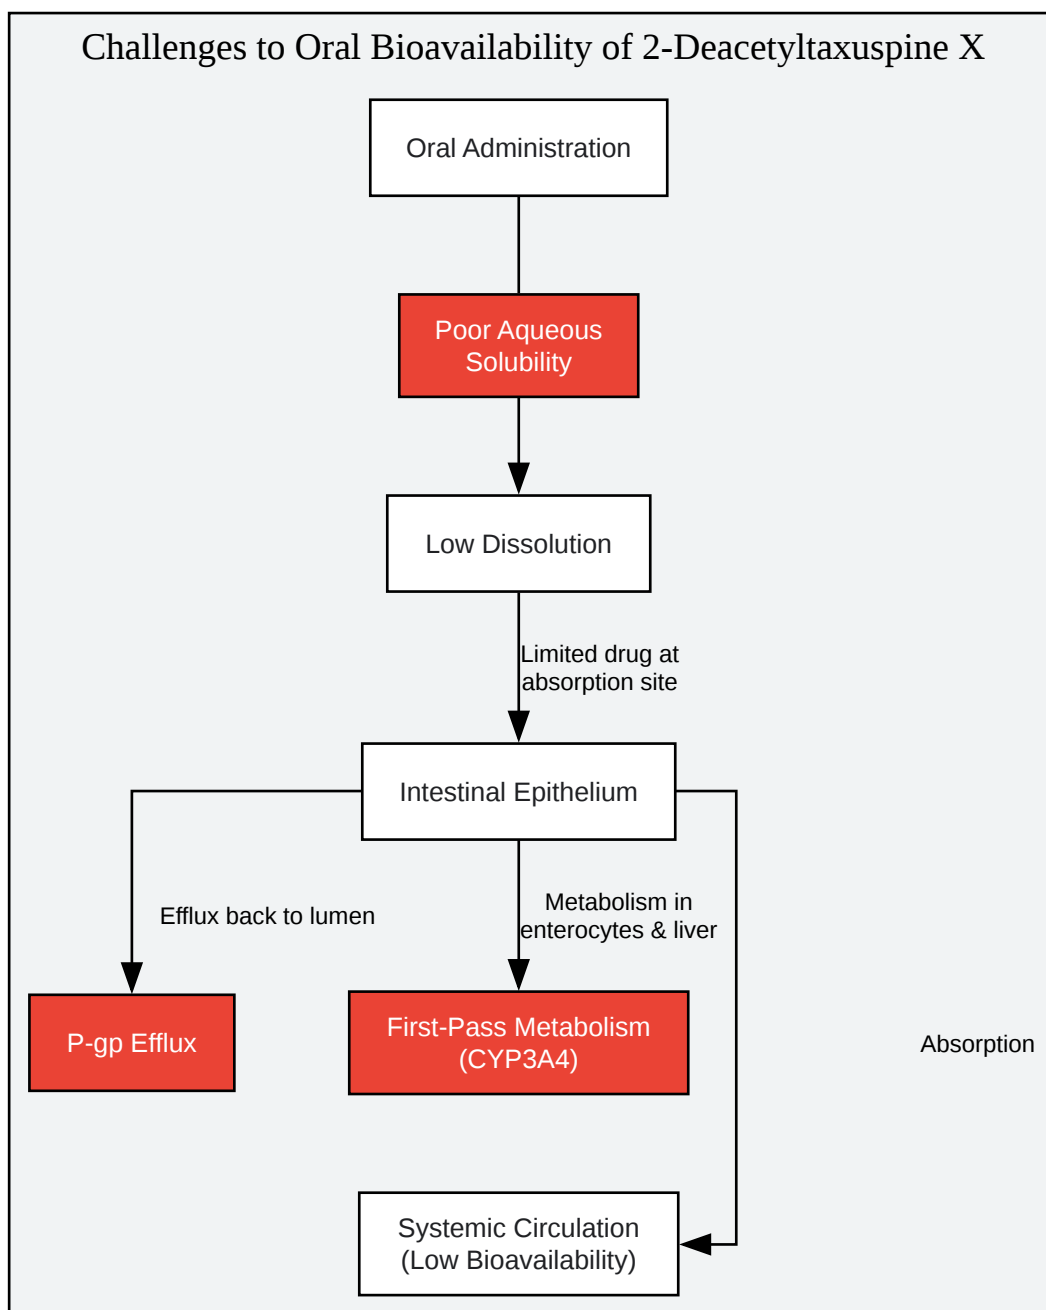 Challenges to Oral Bioavailability of 2-Deacetyltaxuspine X
Oral Administration
Poor Aqueous
Solubility
Low Dissolution
Limited drug at
absorption site
Intestinal Epithelium
Efflux back to lumen
Metabolism in
enterocytes & liver
P-gp Efflux
First-Pass Metabolism
(CYP3A4)
Absorption
Systemic Circulation
(Low Bioavailability)